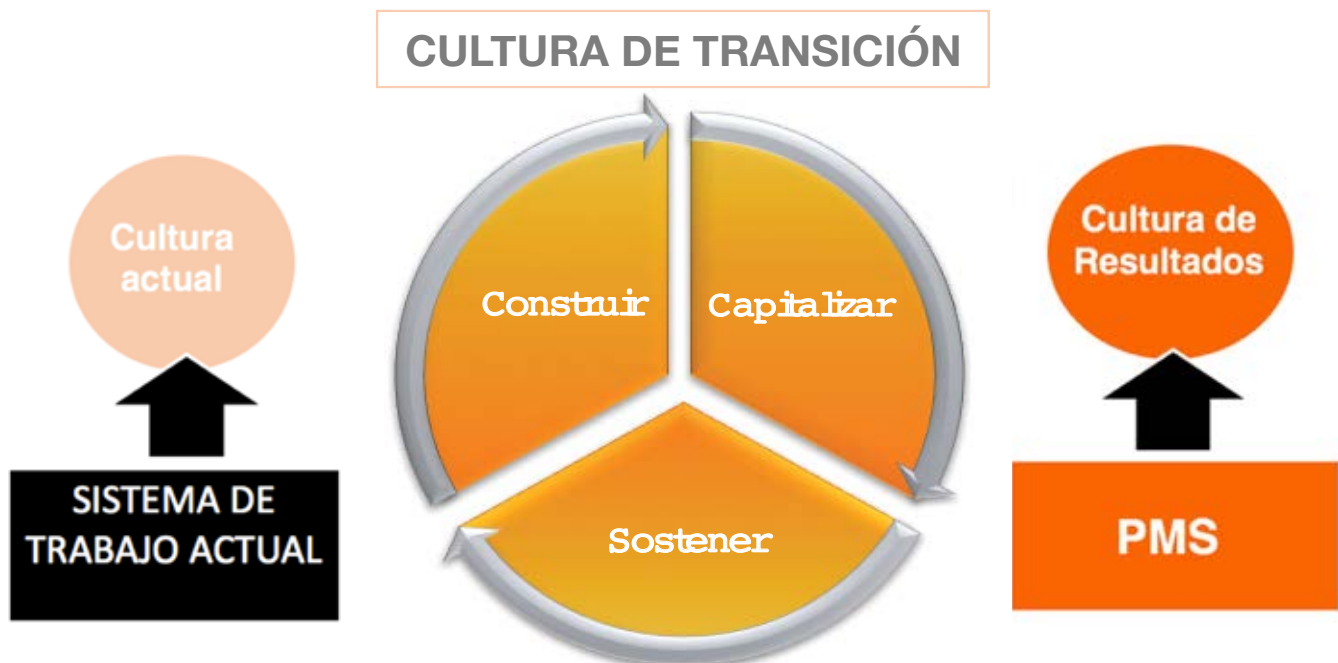 CULTURA DE TRANSICIÓN
Cultura
actual
SISTEMA DE
TRABAJO ACTUAL
Construir
Capitalizar
Sostener
Cultura de
Resultados
PMS